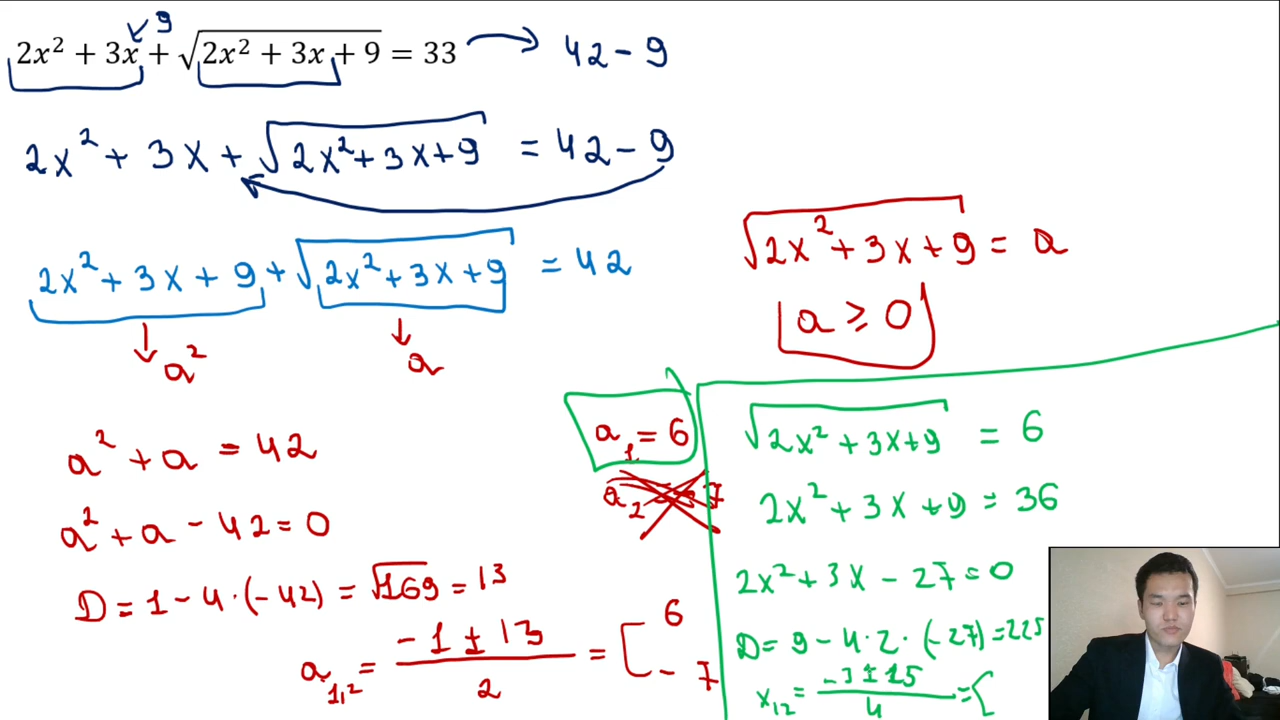 9
2x² + 3x + √(2x² + 3x + 9) = 33 → 42 - 9
2x² + 3x + √(2x² + 3x + 9) = 42 - 9
2x² + 3x + 9 + √(2x² + 3x + 9) = 42
a² a
a² + a = 42
a² + a - 42 = 0
D = 1 - 4 · (-42) = √169 = 13
a₁,₂ = (-1 ± 13)/2 = [ 6
- 7
√(2x² + 3x + 9) = a
a ≥ 0
a₁ = 6
a₂ = -7
√(2x² + 3x + 9) = 6
2x² + 3x + 9 = 36
2x² + 3x - 27 = 0
D = 9 - 4 · 2 · (-27) = 225
x₁₂ = (-3 ± 15)/4 = {